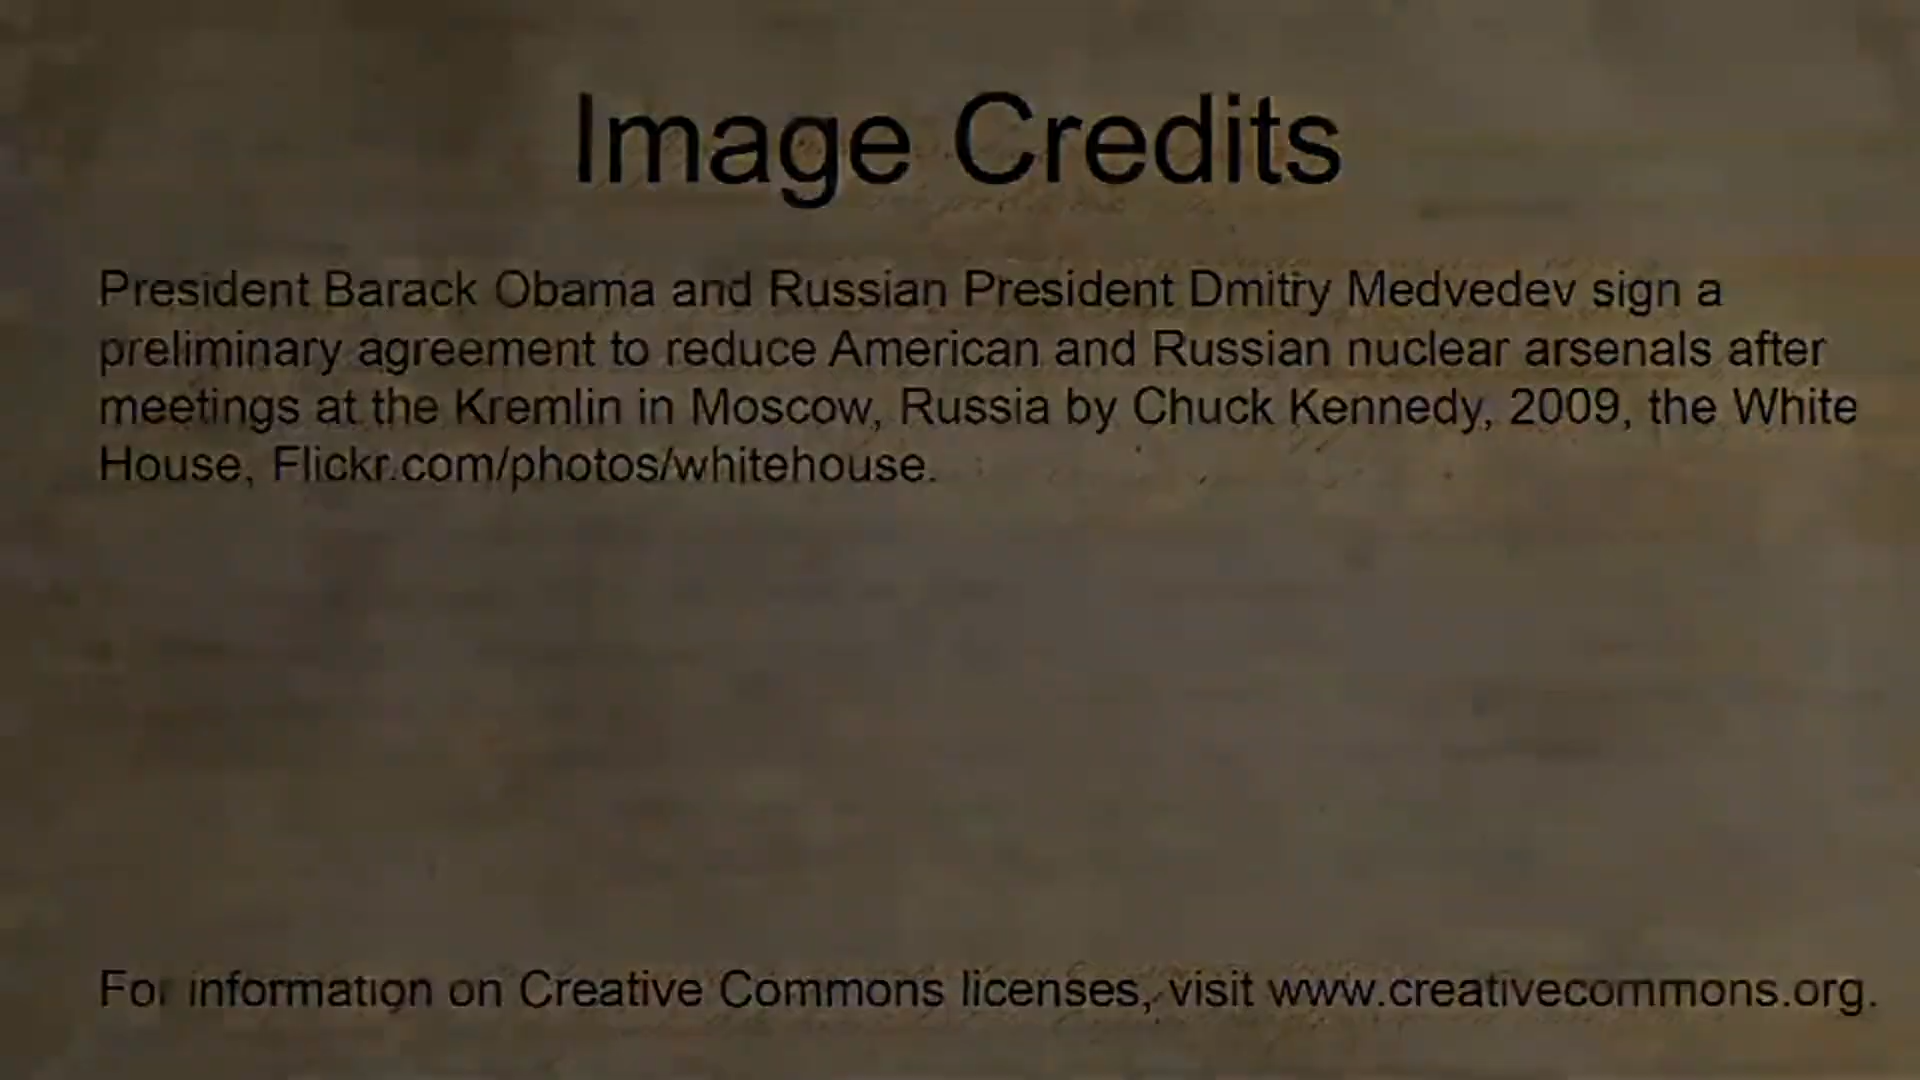 Image Credits
President Barack Obama and Russian President Dmitry Medvedev sign a
preliminary agreement to reduce American and Russian nuclear arsenals after
meetings at the Kremlin in Moscow, Russia by Chuck Kennedy, 2009, the White
House, Flickr.com/photos/whitehouse.
For information on Creative Commons licenses, visit www.creativecommons.org.